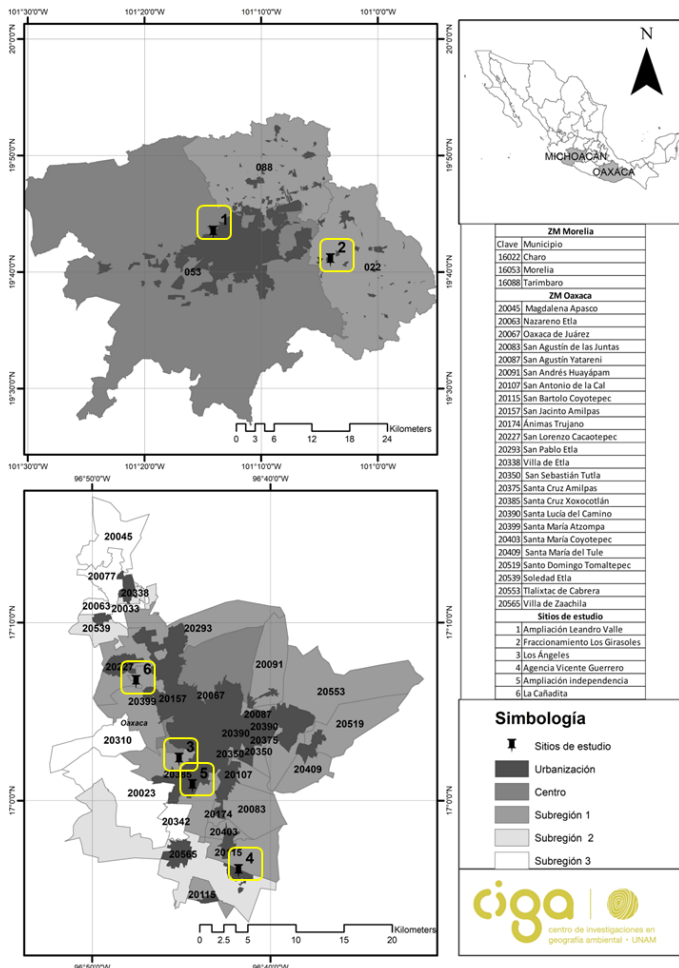 101°30'0"W 101°20'0"W 101°10'0"W 101°0'0"W
20°0'0"N
20°0'0"N
19°50'0"N
19°50'0"N
19°40'0"N
19°40'0"N
19°30'0"N
19°30'0"N
088
1
2
053
022
Kilometers
0 3 6 12 18 24
101°30'0"W 101°20'0"W 101°10'0"W 101°0'0"W
96°50'0"W 96°40'0"W
20045
20077
20338
20063
20033
20539
20293
17°10'0"N
17°10'0"N
20091
6
20399
20157
20067
20553
Oaxaca
20087
20519
20310
20390
20390
20375
3
20350
20350
20409
5
20107
20023
17°0'0"N
17°0'0"N
20083
20174
20342
20403
20565
4
20115
Kilometers
0 2.5 5 10 15 20
96°50'0"W 96°40'0"W
N
MICHOACÁN
OAXACA
ZM Morelia
Clave Municipio
16022 Charo
16053 Morelia
16088 Tarimbaro
ZM Oaxaca
20045 Magdalena Apasco
20063 Nazareno Etla
20067 Oaxaca de Juárez
20083 San Agustín de las Juntas
20087 San Agustín Yatareni
20091 San Andrés Huayápam
20107 San Antonio de la Cal
20115 San Bartolo Coyotepec
20157 San Jacinto Amilpas
20174 Ánimas Trujano
20227 San Lorenzo Cacaotepec
20293 San Pablo Etla
20338 Villa de Etla
20350 San Sebastián Tutla
20375 Santa Cruz Amilpas
20385 Santa Cruz Xoxocotlán
20390 Santa Lucía del Camino
20399 Santa María Atzompa
20403 Santa María Coyotepec
20409 Santa María del Tule
20519 Santo Domingo Tomaltepec
20539 Soledad Etla
20553 Tlalixtac de Cabrera
20565 Villa de Zaachila
Sitios de estudio
1 Ampliación Leandro Valle
2 Fraccionamiento Los Girasoles
3 Los Ángeles
4 Agencia Vicente Guerrero
5 Ampliación independencia
6 La Cañadita
Simbología
Sitios de estudio
Urbanización
Centro
Subregión 1
Subregión 2
Subregión 3
ciga
centro de investigaciones en
geografía ambiental • UNAM